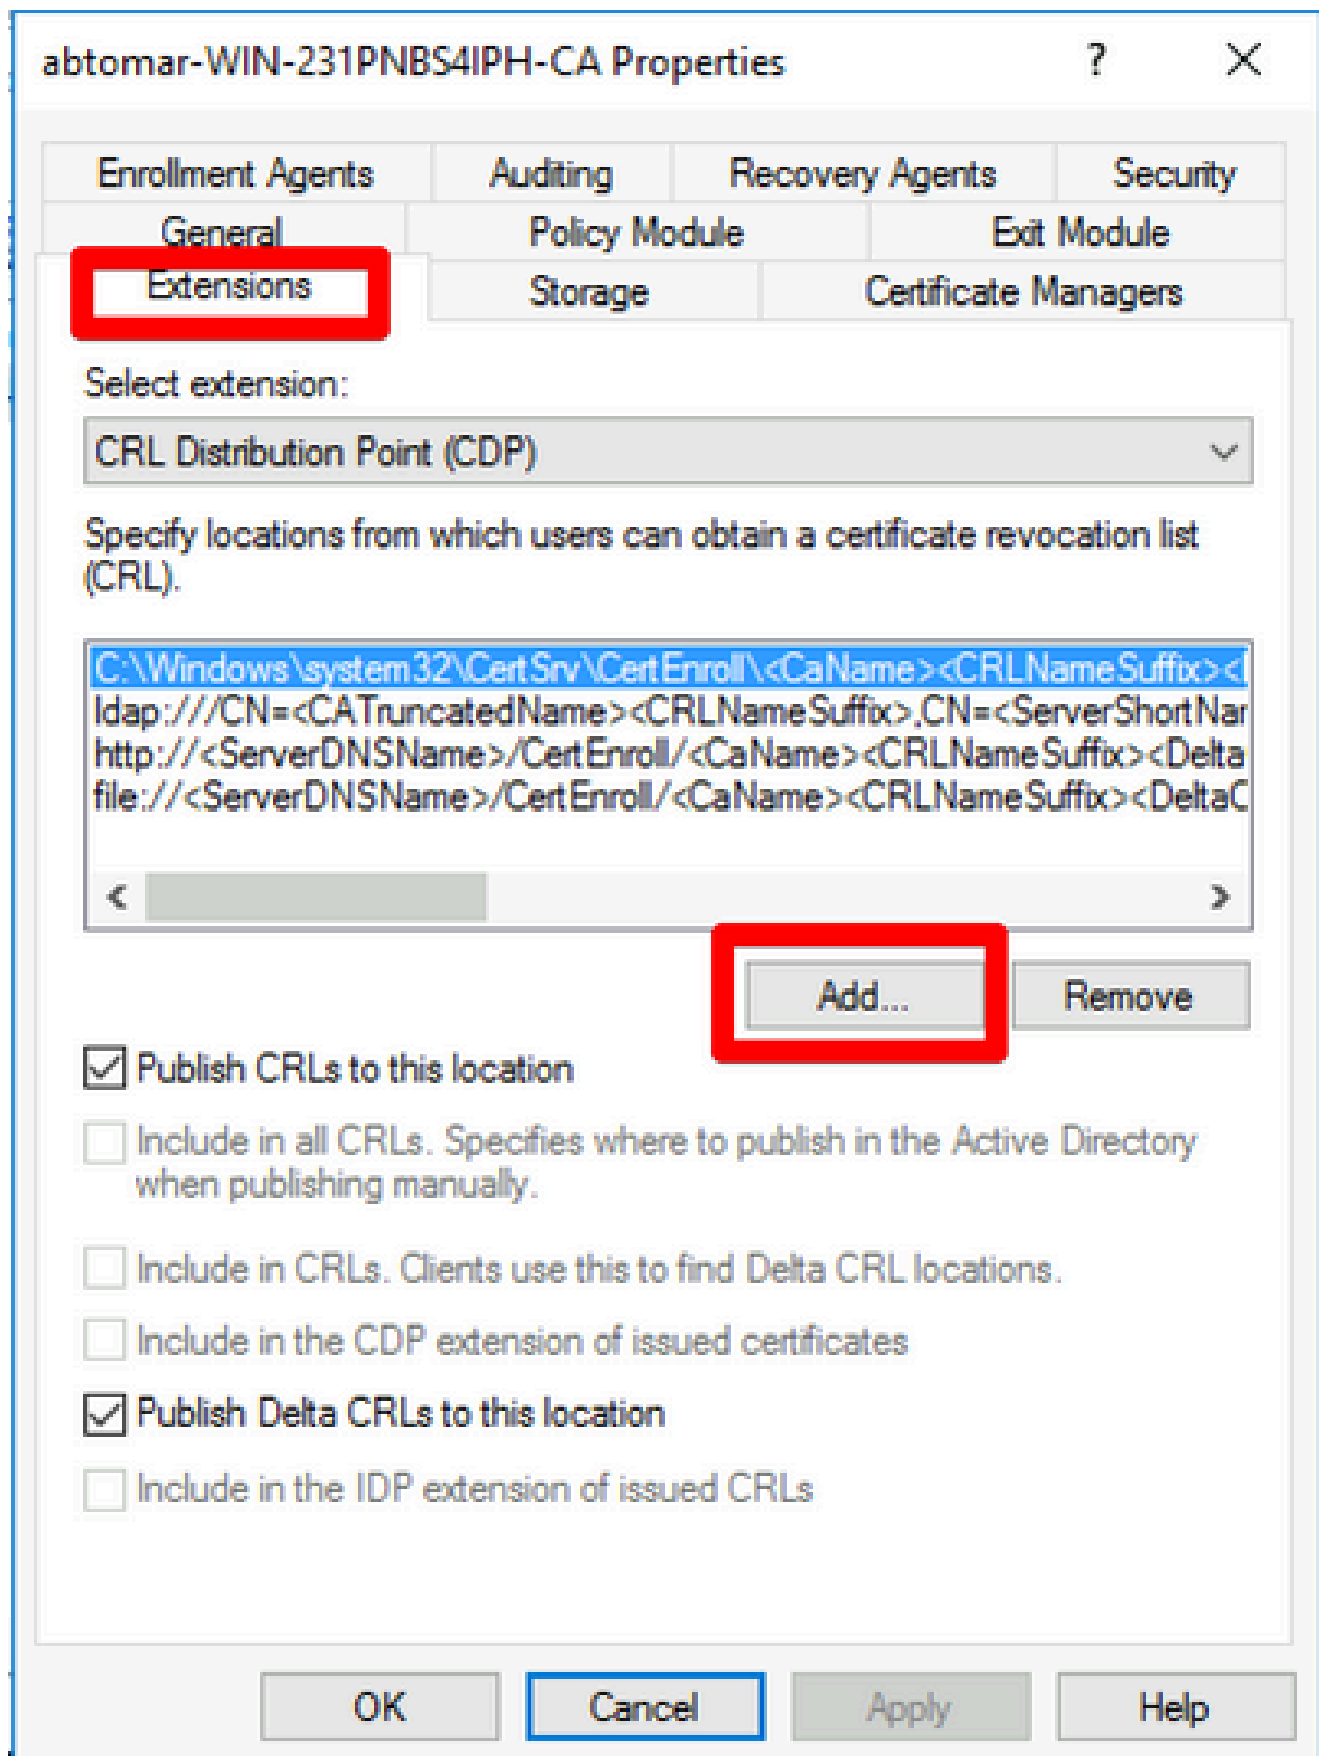 abtomar-WIN-231PNBS4IPH-CA Properties ? X
Enrollment Agents Auditing Recovery Agents Security
General Policy Module Exit Module
Extensions Storage Certificate Managers
Select extension:
CRL Distribution Point (CDP)
Specify locations from which users can obtain a certificate revocation list
(CRL).
C:\Windows\system32\CertSrv\CertEnroll\<CaName><CRLNameSuffix><
ldap:///CN=<CATruncatedName><CRLNameSuffix>,CN=<ServerShortNar
http://<ServerDNSName>/CertEnroll/<CaName><CRLNameSuffix><Delta
file://<ServerDNSName>/CertEnroll/<CaName><CRLNameSuffix><DeltaC
Add... Remove
Publish CRLs to this location
Include in all CRLs. Specifies where to publish in the Active Directory
when publishing manually.
Include in CRLs. Clients use this to find Delta CRL locations.
Include in the CDP extension of issued certificates
Publish Delta CRLs to this location
Include in the IDP extension of issued CRLs
OK Cancel Apply Help